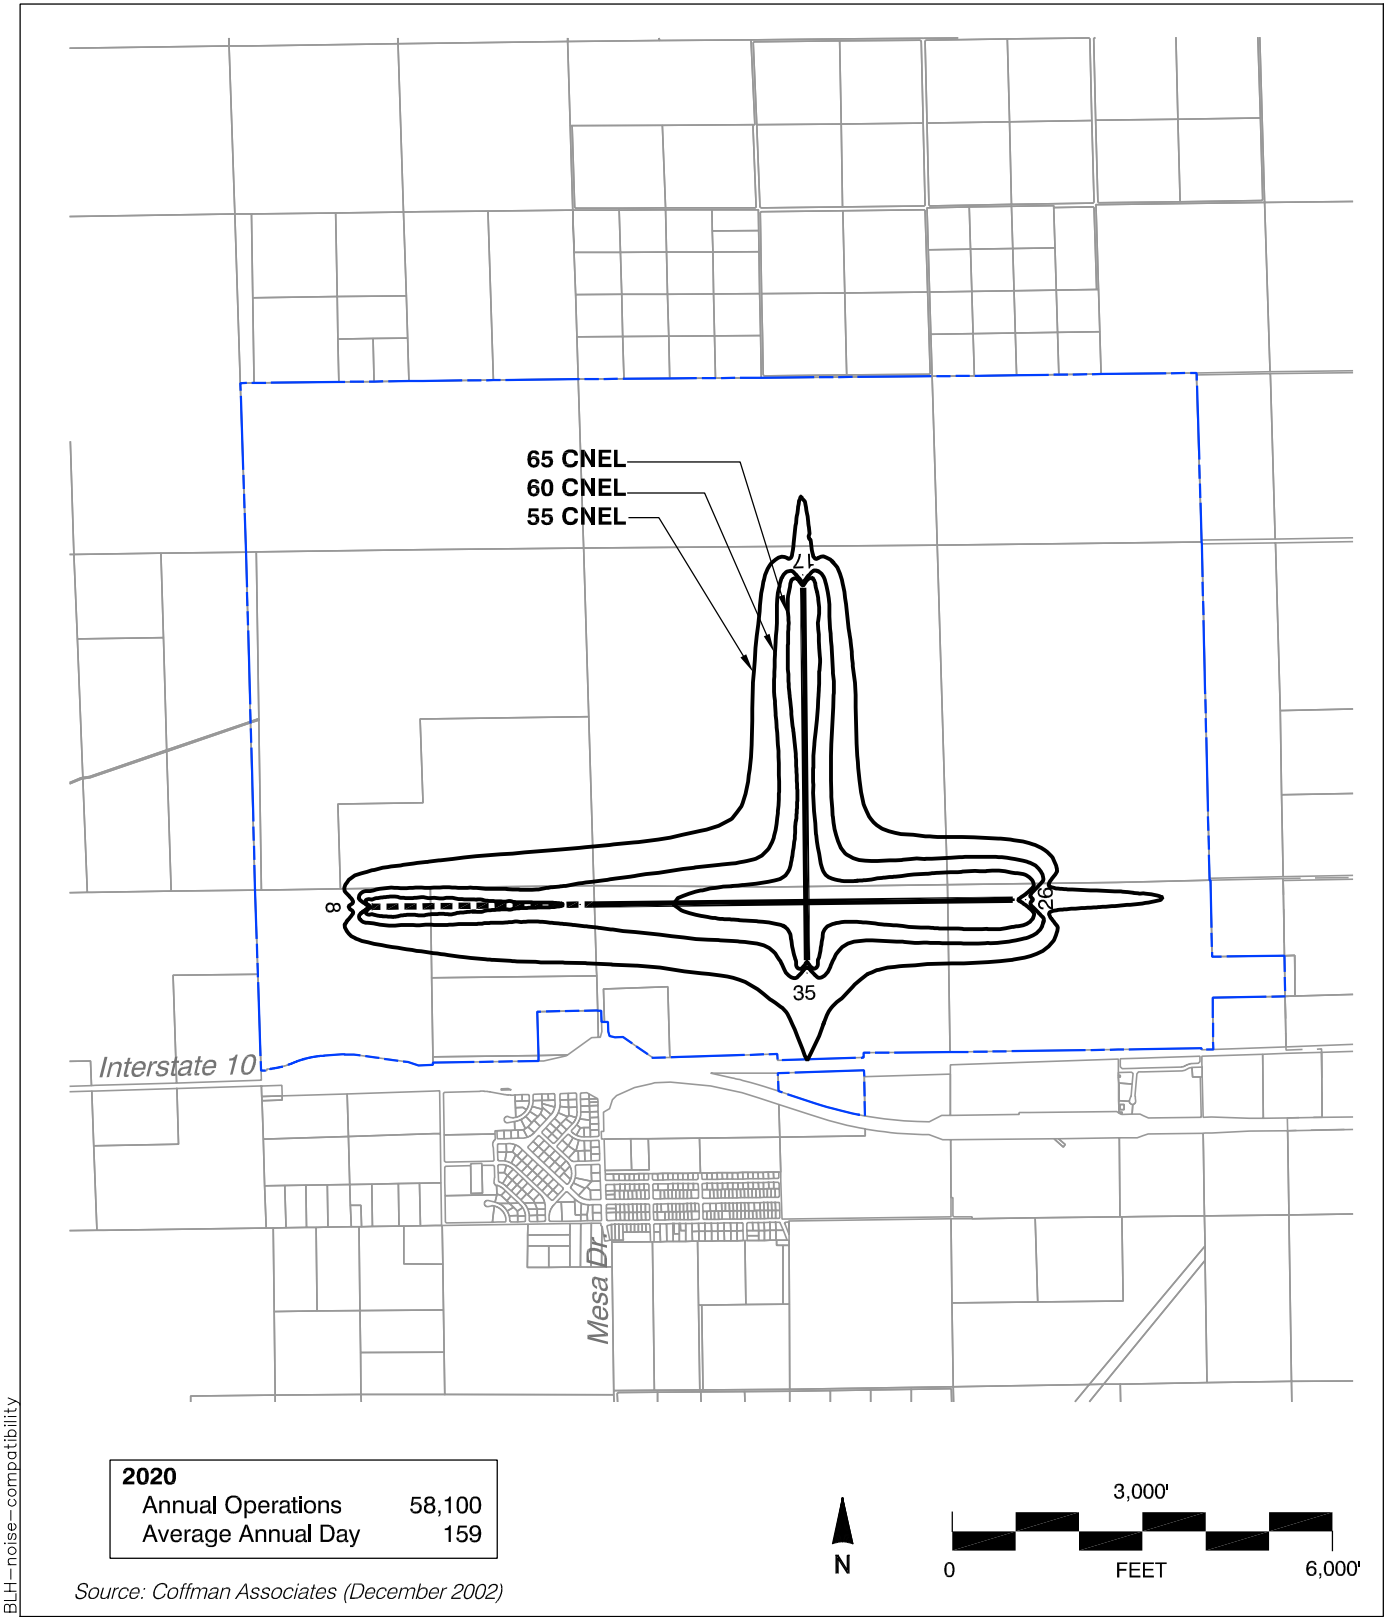 65 CNEL
60 CNEL
55 CNEL
17
8
26
35
Interstate 10
Mesa Dr.
BLH-noise-compatibility
2020
Annual Operations 58,100
Average Annual Day 159
Source: Coffman Associates (December 2002)
N
3,000'
0 FEET 6,000'